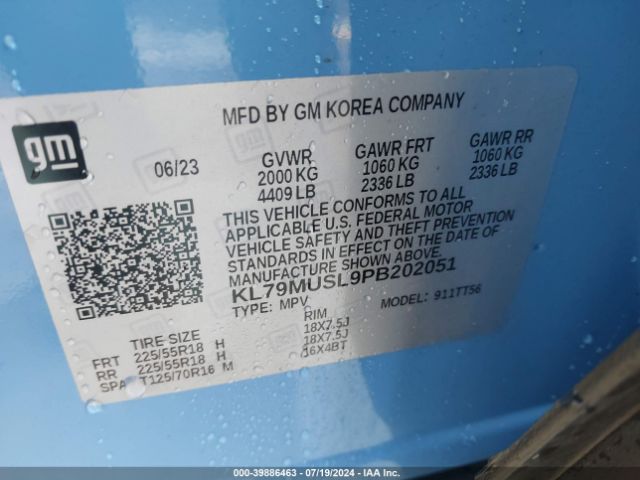 MFD BY GM KOREA COMPANY
gm
06/23
GVWR GAWR FRT GAWR RR
2000 KG 1060 KG 1060 KG
4409 LB 2336 LB 2336 LB
THIS VEHICLE CONFORMS TO ALL
APPLICABLE U.S. FEDERAL MOTOR
VEHICLE SAFETY AND THEFT PREVENTION
STANDARDS IN EFFECT ON THE DATE OF
MANUFACTURE SHOWN ABOVE.
KL79MUSL9PB202051
TYPE: MPV MODEL: 911TT56
TIRE SIZE RIM
FRT 225/55R18 H 18X7.5J
RR 225/55R18 H 18X7.5J
SPA T125/70R16 M 16X4BT
000-39886463 - 07/19/2024 - IAA Inc.